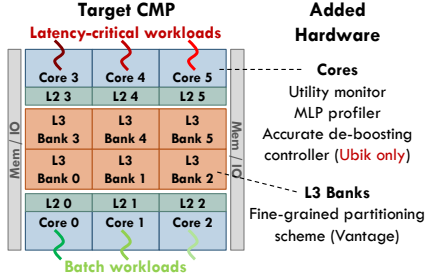 Target CMP
Latency-critical workloads
Core 3 Core 4 Core 5
L2 3 L2 4 L2 5
L3 Bank 3 L3 Bank 4 L3 Bank 5
L3 Bank 0 L3 Bank 1 L3 Bank 2
L2 0 L2 1 L2 2
Core 0 Core 1 Core 2
Batch workloads
Mem / IO
Mem / IO
Added
Hardware
Cores
Utility monitor
MLP profiler
Accurate de-boosting
controller (Ubik only)
L3 Banks
Fine-grained partitioning
scheme (Vantage)